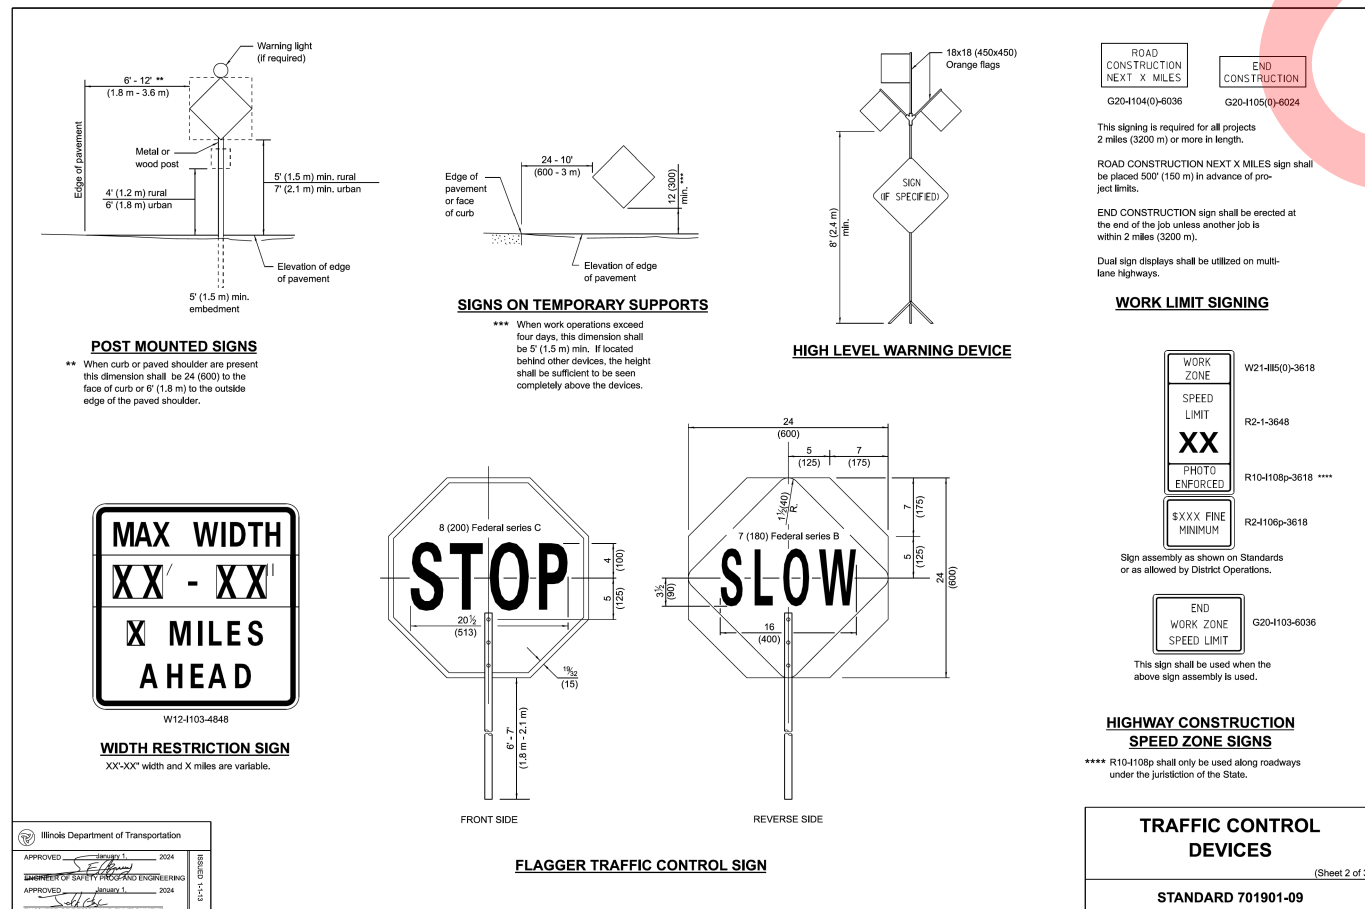 Warning light
(if required)
6' - 12' **
(1.8 m - 3.6 m)
Edge of pavement
Metal or
wood post
4' (1.2 m) rural
6' (1.8 m) urban
5' (1.5 m) min. rural
7' (2.1 m) min. urban
Elevation of edge
of pavement
5' (1.5 m) min.
embedment
POST MOUNTED SIGNS
** When curb or paved shoulder are present
this dimension shall be 24 (600) to the
face of curb or 6' (1.8 m) to the outside
edge of the paved shoulder.
24 - 10'
(600 - 3 m)
Edge of
pavement
or face
of curb
12 (300)
min. ***
Elevation of edge
of pavement
SIGNS ON TEMPORARY SUPPORTS
*** When work operations exceed
four days, this dimension shall
be 5' (1.5 m) min. If located
behind other devices, the height
shall be sufficient to be seen
completely above the devices.
18x18 (450x450)
Orange flags
SIGN
(IF SPECIFIED)
8' (2.4 m)
min.
HIGH LEVEL WARNING DEVICE
ROAD
CONSTRUCTION
NEXT X MILES
G20-I104(0)-6036
END
CONSTRUCTION
G20-I105(0)-6024
This signing is required for all projects
2 miles (3200 m) or more in length.
ROAD CONSTRUCTION NEXT X MILES sign shall
be placed 500' (150 m) in advance of pro-
ject limits.
END CONSTRUCTION sign shall be erected at
the end of the job unless another job is
within 2 miles (3200 m).
Dual sign displays shall be utilized on multi-
lane highways.
WORK LIMIT SIGNING
WORK
ZONE
W21-III5(0)-3618
SPEED
LIMIT
XX
R2-1-3648
PHOTO
ENFORCED
R10-I108p-3618 ****
$XXX FINE
MINIMUM
R2-I106p-3618
Sign assembly as shown on Standards
or as allowed by District Operations.
END
WORK ZONE
SPEED LIMIT
G20-I103-6036
This sign shall be used when the
above sign assembly is used.
HIGHWAY CONSTRUCTION
SPEED ZONE SIGNS
**** R10-I108p shall only be used along roadways
under the juristiction of the State.
MAX WIDTH
XX' - XX"
X MILES
AHEAD
W12-I103-4848
WIDTH RESTRICTION SIGN
XX'-XX" width and X miles are variable.
8 (200) Federal series C
STOP
4
(100)
5
(125)
20½
(513)
19/32
(15)
6' - 7'
(1.8 m - 2.1 m)
FRONT SIDE
24
(600)
5
(125)
7
(175)
1½(40)
R.
7 (180) Federal series B
SLOW
7
(175)
5
(125)
24
(600)
3½
(90)
16
(400)
REVERSE SIDE
FLAGGER TRAFFIC CONTROL SIGN
Illinois Department of Transportation
APPROVED January 1, 2024
ENGINEER OF SAFETY PROG. AND ENGINEERING
APPROVED January 1, 2024
ISSUED 1-1-13
TRAFFIC CONTROL
DEVICES
(Sheet 2 of 3
STANDARD 701901-09